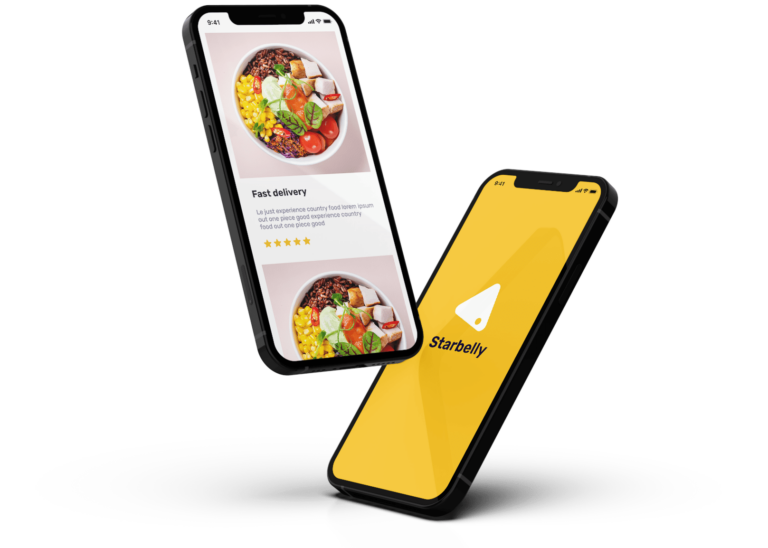 9:41
Fast delivery
Le just experience country food lorem ipsum
out one piece good experience country
food out one piece good
9:41
Starbelly